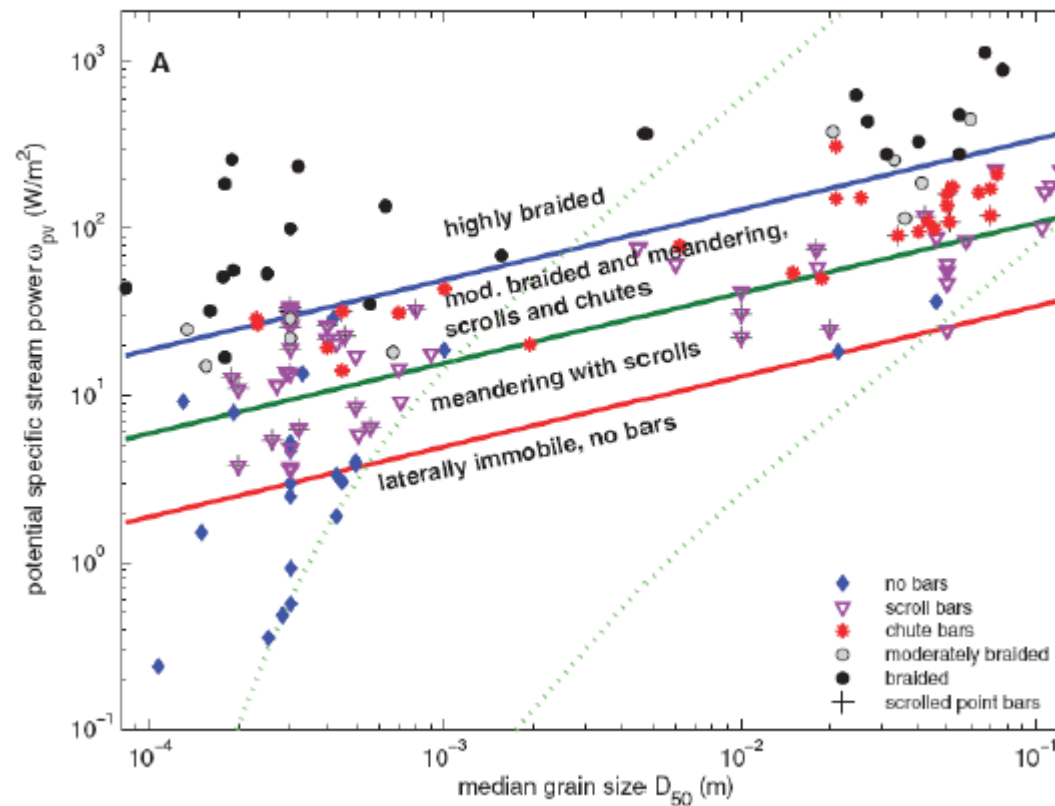 A
10³
10²
10¹
10⁰
10⁻¹
potential specific stream power ω_pv (W/m²)
highly braided
mod. braided and meandering,
scrolls and chutes
meandering with scrolls
laterally immobile, no bars
no bars
scroll bars
chute bars
moderately braided
braided
scrolled point bars
10⁻⁴
10⁻³
10⁻²
10⁻¹
median grain size D₅₀ (m)